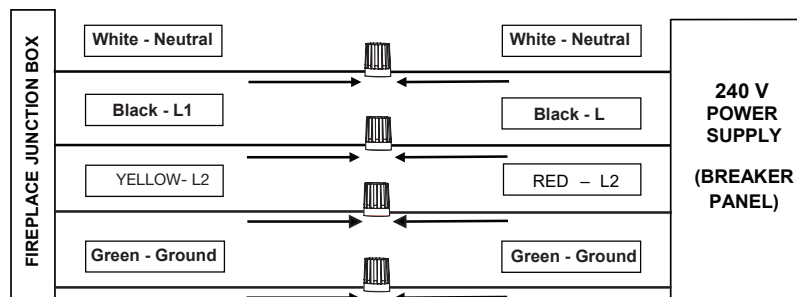 FIREPLACE JUNCTION BOX
White - Neutral
White - Neutral
Black - L1
Black - L
YELLOW- L2
RED – L2
Green - Ground
Green - Ground
240 V
POWER
SUPPLY
(BREAKER
PANEL)